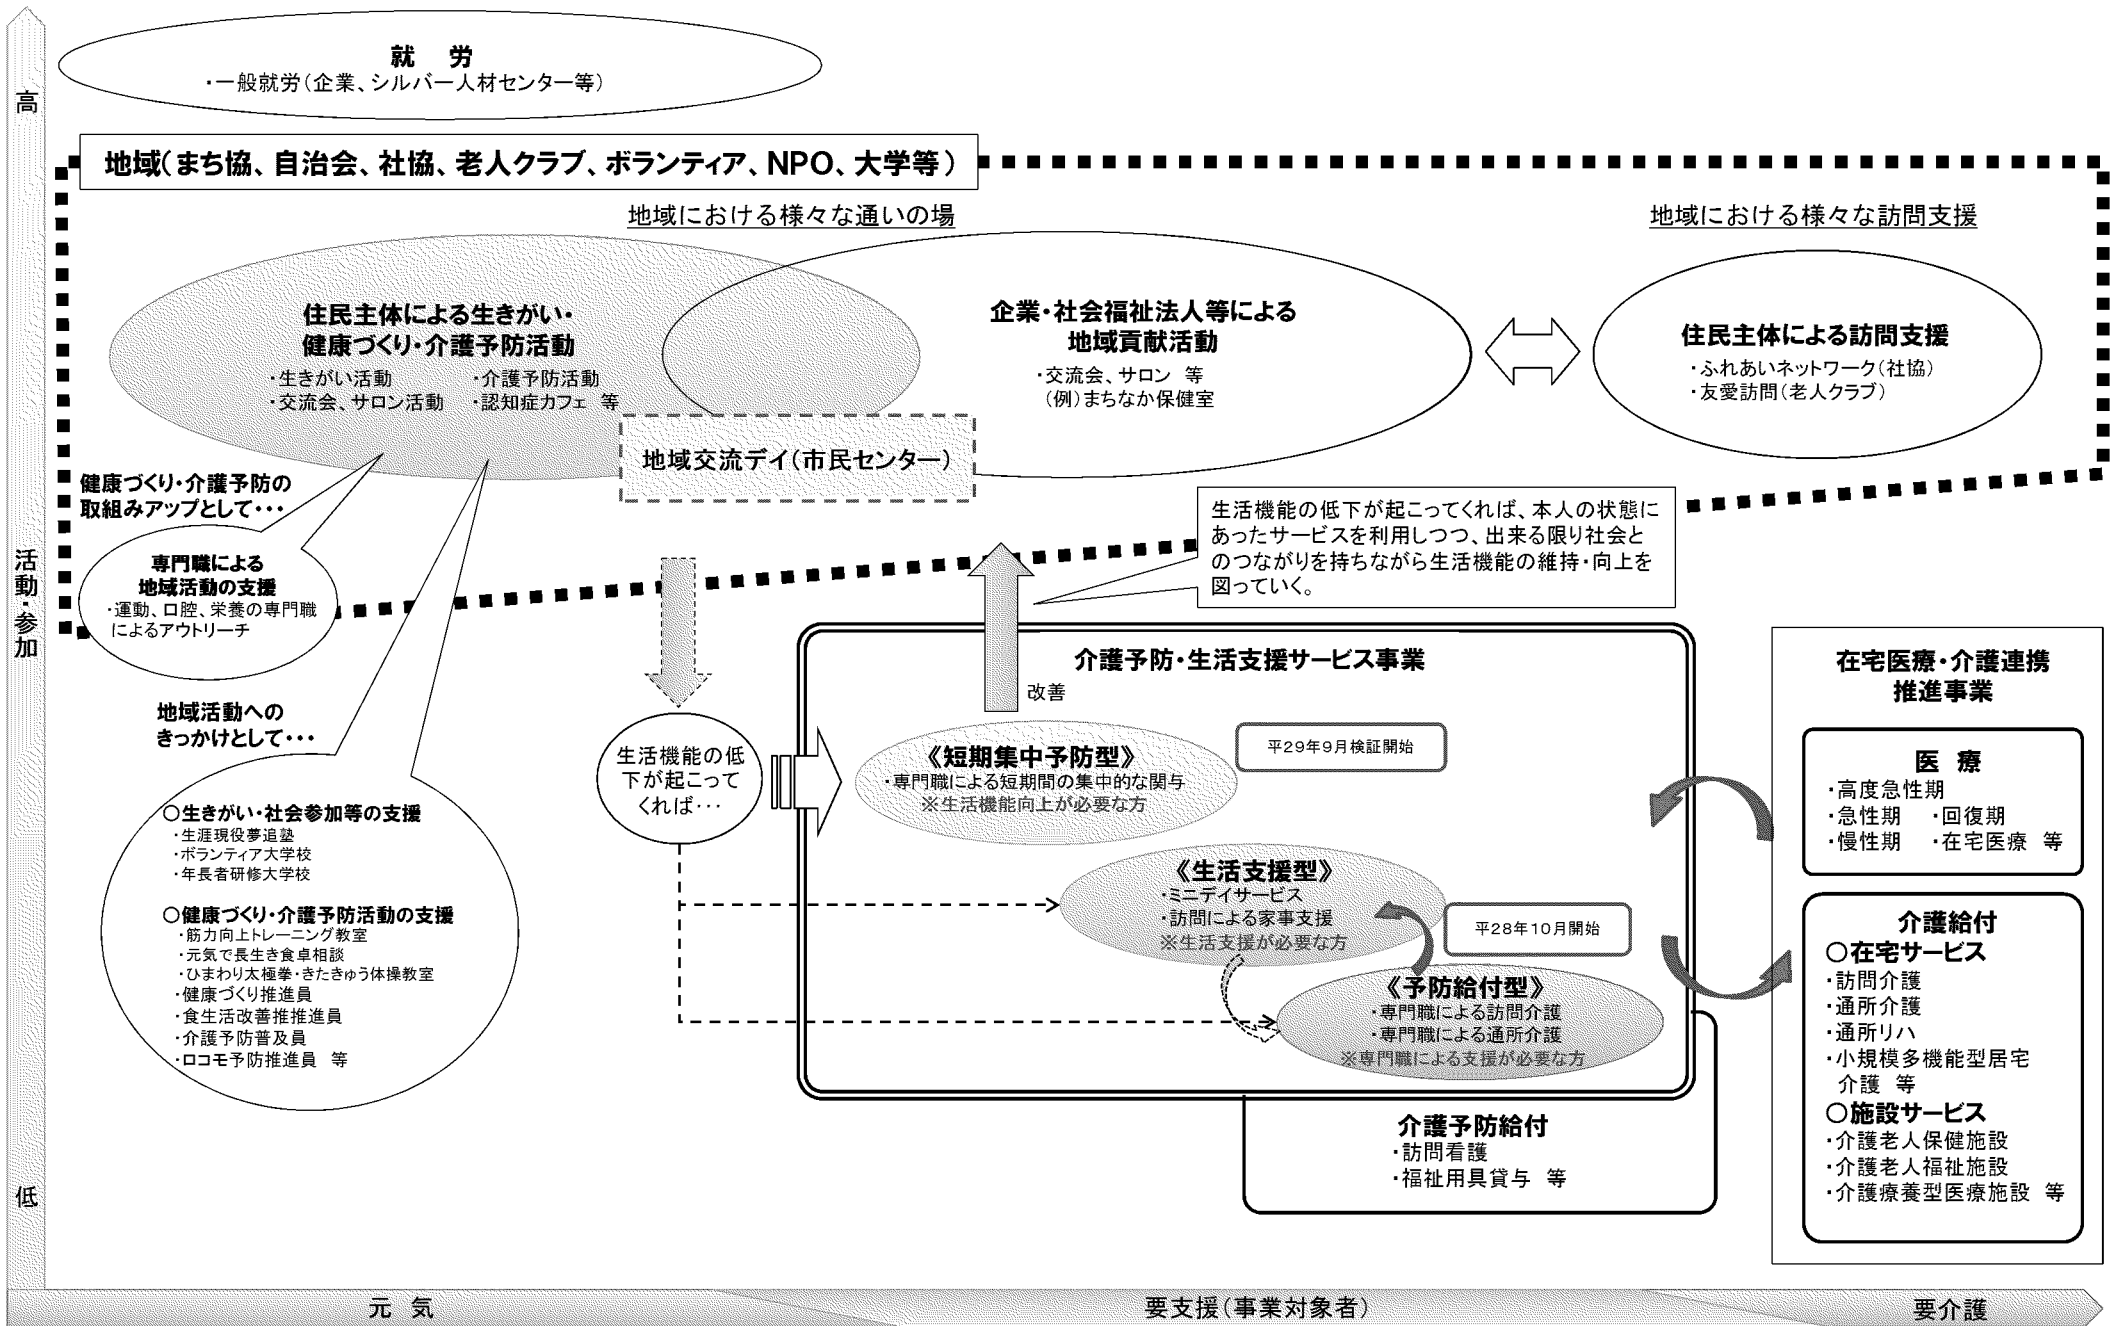 高
活動・参加
低
就　労
・一般就労(企業、シルバー人材センター等)
地域(まち協、自治会、社協、老人クラブ、ボランティア、NPO、大学等)
地域における様々な通いの場
地域における様々な訪問支援
住民主体による生きがい・
健康づくり・介護予防活動
・生きがい活動　・介護予防活動
・交流会、サロン活動　・認知症カフェ 等
企業・社会福祉法人等による
地域貢献活動
・交流会、サロン 等
(例)まちなか保健室
住民主体による訪問支援
・ふれあいネットワーク(社協)
・友愛訪問(老人クラブ)
地域交流デイ(市民センター)
健康づくり・介護予防の
取組みアップとして・・・
専門職による
地域活動の支援
・運動、口腔、栄養の専門職
によるアウトリーチ
生活機能の低下が起こってくれば、本人の状態に
あったサービスを利用しつつ、出来る限り社会と
のつながりを持ちながら生活機能の維持・向上を
図っていく。
地域活動への
きっかけとして・・・
○生きがい・社会参加等の支援
・生涯現役夢追塾
・ボランティア大学校
・年長者研修大学校
○健康づくり・介護予防活動の支援
・筋力向上トレーニング教室
・元気で長生き食卓相談
・ひまわり太極拳・きたきゅう体操教室
・健康づくり推進員
・食生活改善推推進員
・介護予防普及員
・ロコモ予防推進員 等
生活機能の低
下が起こって
くれば・・・
介護予防・生活支援サービス事業
改善
《短期集中予防型》
・専門職による短期間の集中的な関与
※生活機能向上が必要な方
平29年9月検証開始
《生活支援型》
・ミニデイサービス
・訪問による家事支援
※生活支援が必要な方
平28年10月開始
《予防給付型》
・専門職による訪問介護
・専門職による通所介護
※専門職による支援が必要な方
介護予防給付
・訪問看護
・福祉用具貸与 等
在宅医療・介護連携
推進事業
医 療
・高度急性期
・急性期　・回復期
・慢性期　・在宅医療 等
介護給付
○在宅サービス
・訪問介護
・通所介護
・通所リハ
・小規模多機能型居宅
介護 等
○施設サービス
・介護老人保健施設
・介護老人福祉施設
・介護療養型医療施設 等
元 気
要支援(事業対象者)
要介護